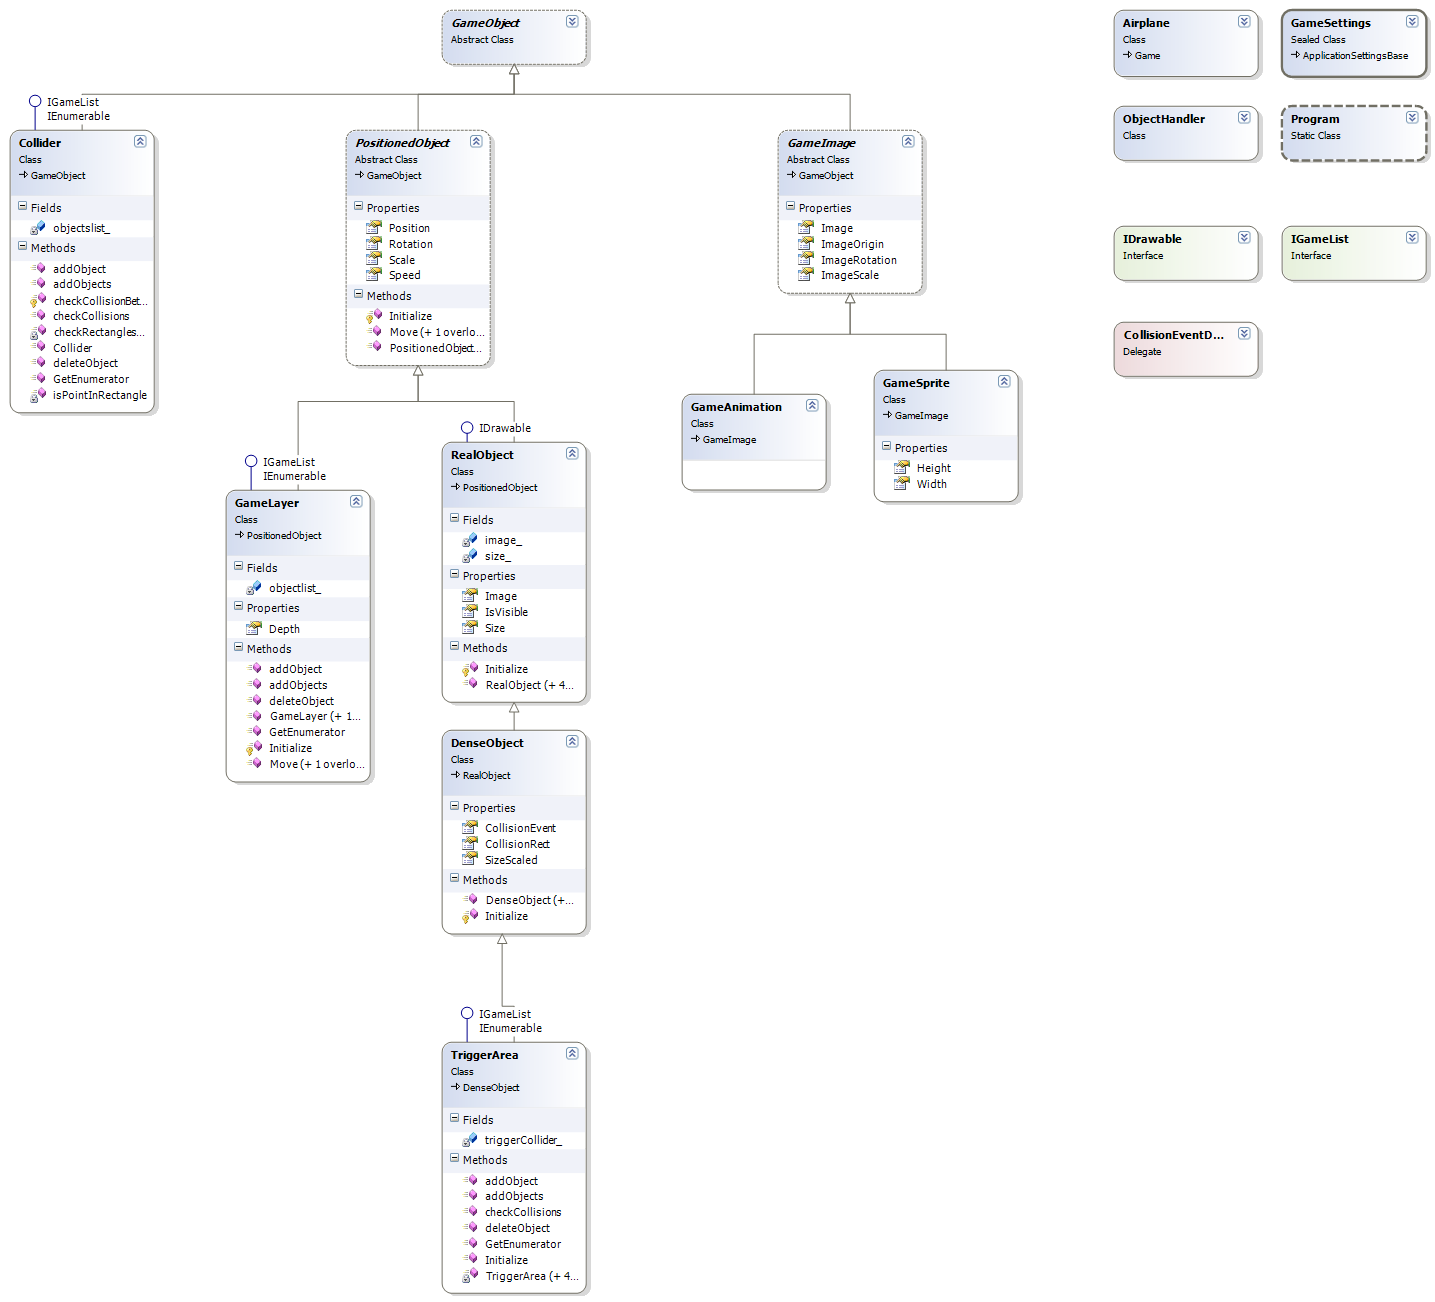 GameObject
Abstract Class
IGameList
IEnumerable
Collider
Class
GameObject
Fields
objectslist_
Methods
addObject
addObjects
checkCollisionBet...
checkCollisions
checkRectangles...
Collider
deleteObject
GetEnumerator
isPointInRectangle
PositionedObject
Abstract Class
GameObject
Properties
Position
Rotation
Scale
Speed
Methods
Initialize
Move (+ 1 overlo...
PositionedObject...
GameImage
Abstract Class
GameObject
Properties
Image
ImageOrigin
ImageRotation
ImageScale
IGameList
IEnumerable
GameLayer
Class
PositionedObject
Fields
objectlist_
Properties
Depth
Methods
addObject
addObjects
deleteObject
GameLayer (+ 1...
GetEnumerator
Initialize
Move (+ 1 overlo...
IDrawable
RealObject
Class
PositionedObject
Fields
image_
size_
Properties
Image
IsVisible
Size
Methods
Initialize
RealObject (+ 4...
GameAnimation
Class
GameImage
GameSprite
Class
GameImage
Properties
Height
Width
DenseObject
Class
RealObject
Properties
CollisionEvent
CollisionRect
SizeScaled
Methods
DenseObject (+...
Initialize
IGameList
IEnumerable
TriggerArea
Class
DenseObject
Fields
triggerCollider_
Methods
addObject
addObjects
checkCollisions
deleteObject
GetEnumerator
Initialize
TriggerArea (+ 4...
Airplane
Class
Game
GameSettings
Sealed Class
ApplicationSettingsBase
ObjectHandler
Class
Program
Static Class
IDrawable
Interface
IGameList
Interface
CollisionEventD...
Delegate